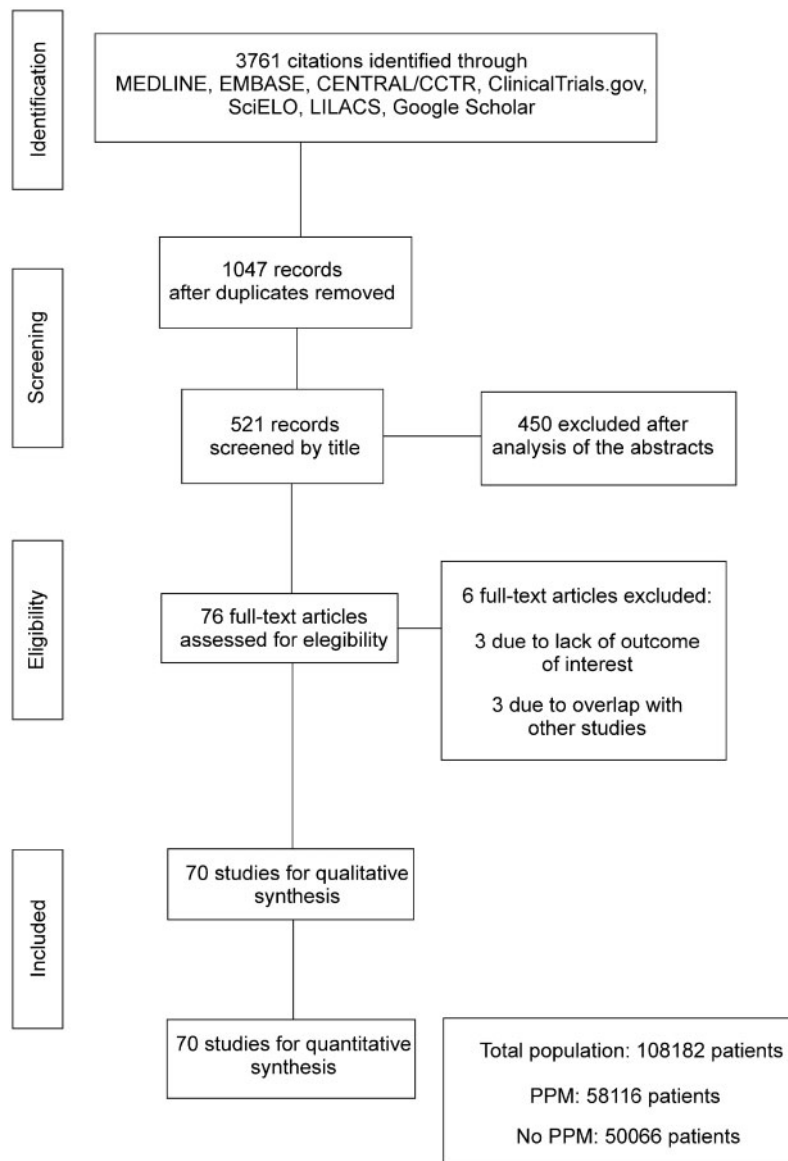 Identification
3761 citations identified through
MEDLINE, EMBASE, CENTRAL/CCTR, ClinicalTrials.gov,
SciELO, LILACS, Google Scholar
Screening
1047 records
after duplicates removed
521 records
screened by title
450 excluded after
analysis of the abstracts
Eligibility
76 full-text articles
assessed for elegibility
6 full-text articles excluded:
3 due to lack of outcome
of interest
3 due to overlap with
other studies
Included
70 studies for qualitative
synthesis
70 studies for quantitative
synthesis
Total population: 108182 patients
PPM: 58116 patients
No PPM: 50066 patients